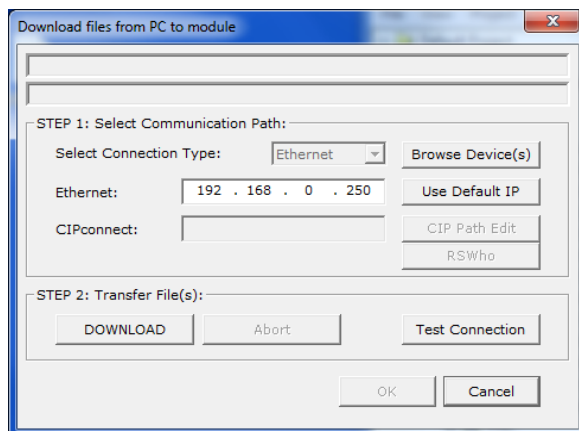 Download files from PC to module
STEP 1: Select Communication Path:
Select Connection Type: Ethernet Browse Device(s)
Ethernet: 192 . 168 . 0 . 250 Use Default IP
CIPconnect: CIP Path Edit
RSWho
STEP 2: Transfer File(s):
DOWNLOAD Abort Test Connection
OK Cancel